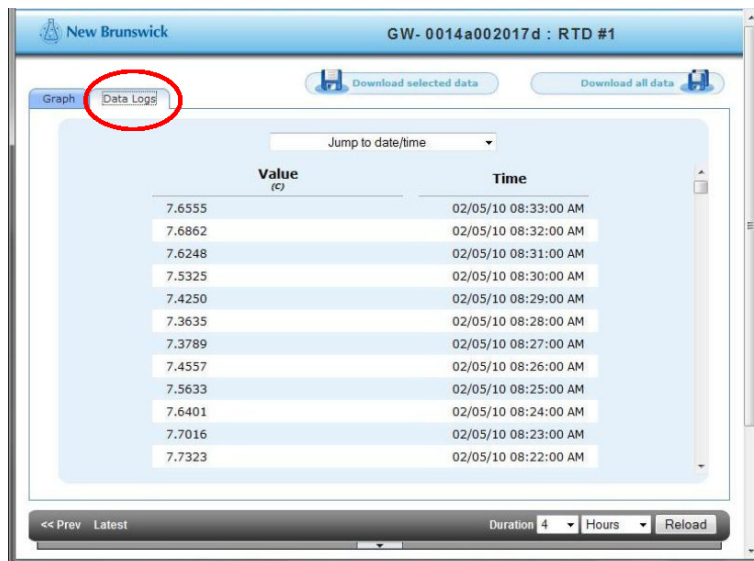 New Brunswick
GW- 0014a002017d : RTD #1
Download selected data
Download all data
Graph
Data Logs
Jump to date/time
Value Time
(C)
7.6555 02/05/10 08:33:00 AM
7.6862 02/05/10 08:32:00 AM
7.6248 02/05/10 08:31:00 AM
7.5325 02/05/10 08:30:00 AM
7.4250 02/05/10 08:29:00 AM
7.3635 02/05/10 08:28:00 AM
7.3789 02/05/10 08:27:00 AM
7.4557 02/05/10 08:26:00 AM
7.5633 02/05/10 08:25:00 AM
7.6401 02/05/10 08:24:00 AM
7.7016 02/05/10 08:23:00 AM
7.7323 02/05/10 08:22:00 AM
<< Prev Latest Duration 4 Hours Reload